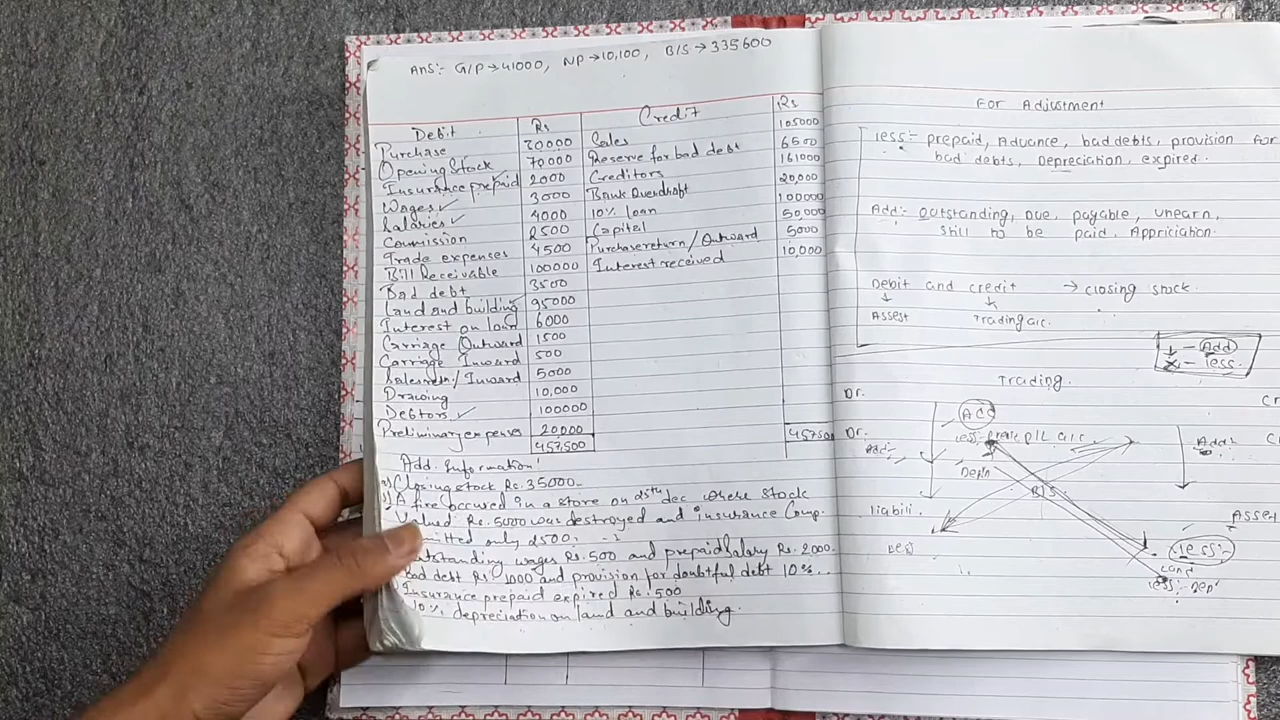 Ans:- G/P→41000, NP→10,100, B/S→335600
Debit Rs Credit Rs
Purchase 20000 Sales 105000
Opening Stock 70000 Reserve for bad debt 6500
Insurance prepaid 2000 Creditors 161000
Wages 3000 Bank Overdraft 20,000
Salaries 4000 10% loan 100000
Commission 2500 Capital 50,000
Trade expenses 4500 Purchase return / Outward 5000
Bill Receivable 100000 Interest received 10,000
Bad debt 3500
Land and building 95000
Interest on loan 6000
Carriage Outward 1500
Carriage Inward 500
Sales return / Inward 5000
Drawing 10,000
Debtors 100000
Preliminary expenses 20000
457,500 457500
Add. Information:
Closing stock Rs. 35000
A fire occured in a store on 25th dec where stock
Valued Rs. 5000 was destroyed and insurance Comp.
only 2500.
outstanding wages Rs. 500 and prepaid Salary Rs. 2000.
bad debt Rs. 1000 and provision for doubtful debt 10%..
Insurance prepaid expired Rs. 500
10% depreciation on land and building.
For Adjustment
less:- prepaid, Advance, bad debts, provision for
bad debts, Depreciation, expired.
Add:- Outstanding, Due, payable, unearn,
still to be paid, Appriciation.
Debit and credit → closing stock.
Assest Trading a/c.
↓ - Add
- less.
Trading.
Dr. Cr
Add
less:- P/L a/c.
Dr. C
Add:- Add:
Depn
B/S
liabili. Asset
less:-
less:- Dep